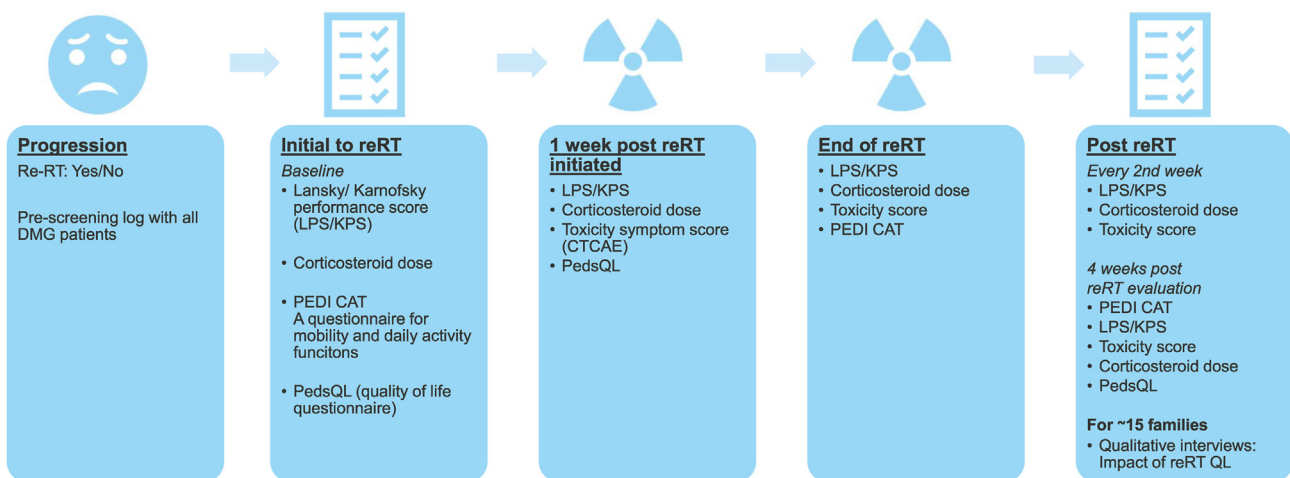 Progression
Re-RT: Yes/No
Pre-screening log with all
DMG patients
Initial to reRT
Baseline
• Lansky/ Karnofsky
performance score
(LPS/KPS)
• Corticosteroid dose
• PEDI CAT
A questionnaire for
mobility and daily activity
funcitons
• PedsQL (quality of life
questionnaire)
1 week post reRT
initiated
• LPS/KPS
• Corticosteroid dose
• Toxicity symptom score
(CTCAE)
• PedsQL
End of reRT
• LPS/KPS
• Corticosteroid dose
• Toxicity score
• PEDI CAT
Post reRT
Every 2nd week
• LPS/KPS
• Corticosteroid dose
• Toxicity score
4 weeks post
reRT evaluation
• PEDI CAT
• LPS/KPS
• Toxicity score
• Corticosteroid dose
• PedsQL
For ~15 families
• Qualitative interviews:
Impact of reRT QL